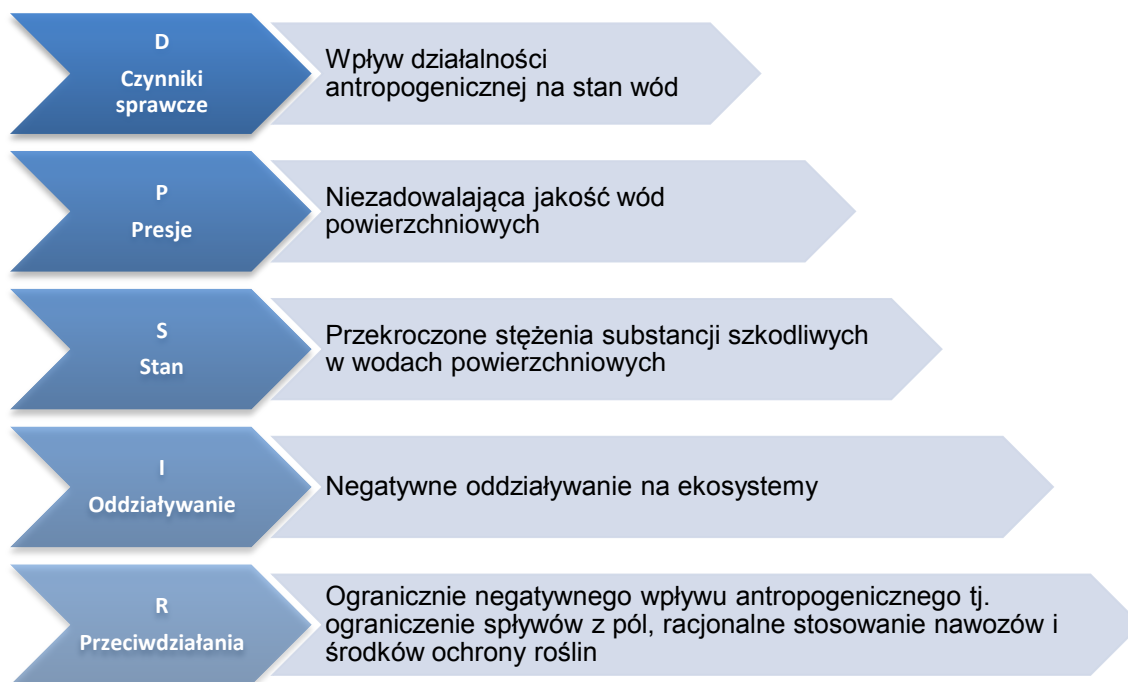 D
Czynniki
sprawcze
Wpływ działalności
antropogenicznej na stan wód
P
Presje
Niezadowalająca jakość wód
powierzchniowych
S
Stan
Przekroczone stężenia substancji szkodliwych
w wodach powierzchniowych
I
Oddziaływanie
Negatywne oddziaływanie na ekosystemy
R
Przeciwdziałania
Ogranicznie negatywnego wpływu antropogenicznego tj.
ograniczenie spływów z pól, racjonalne stosowanie nawozów i
środków ochrony roślin